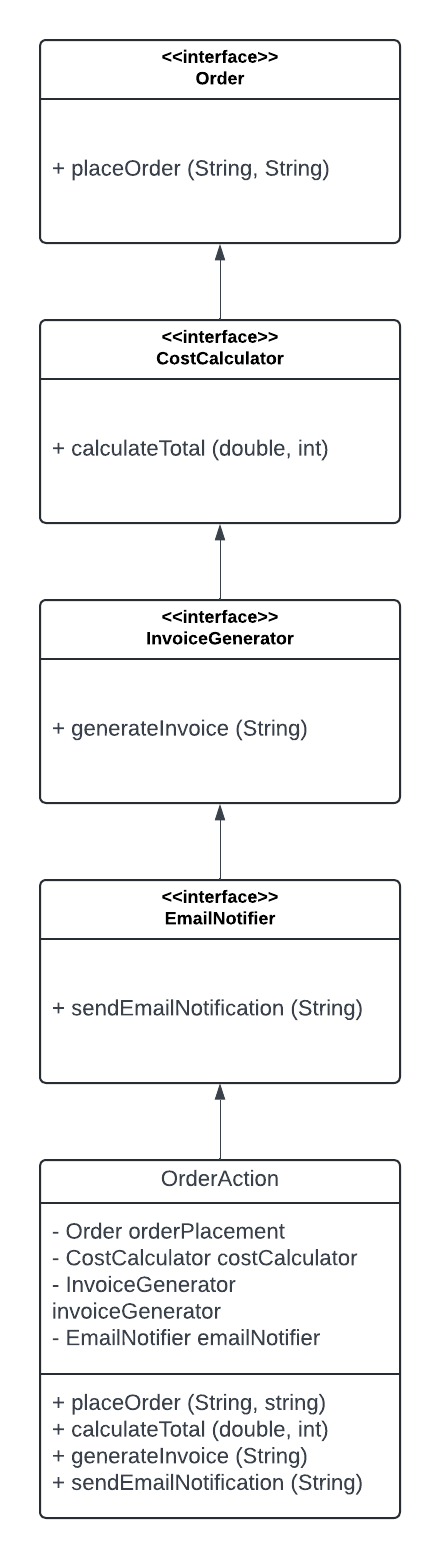 <<interface>>
Order
+ placeOrder (String, String)
<<interface>>
CostCalculator
+ calculateTotal (double, int)
<<interface>>
InvoiceGenerator
+ generateInvoice (String)
<<interface>>
EmailNotifier
+ sendEmailNotification (String)
OrderAction
- Order orderPlacement
- CostCalculator costCalculator
- InvoiceGenerator
invoiceGenerator
- EmailNotifier emailNotifier
+ placeOrder (String, string)
+ calculateTotal (double, int)
+ generateInvoice (String)
+ sendEmailNotification (String)